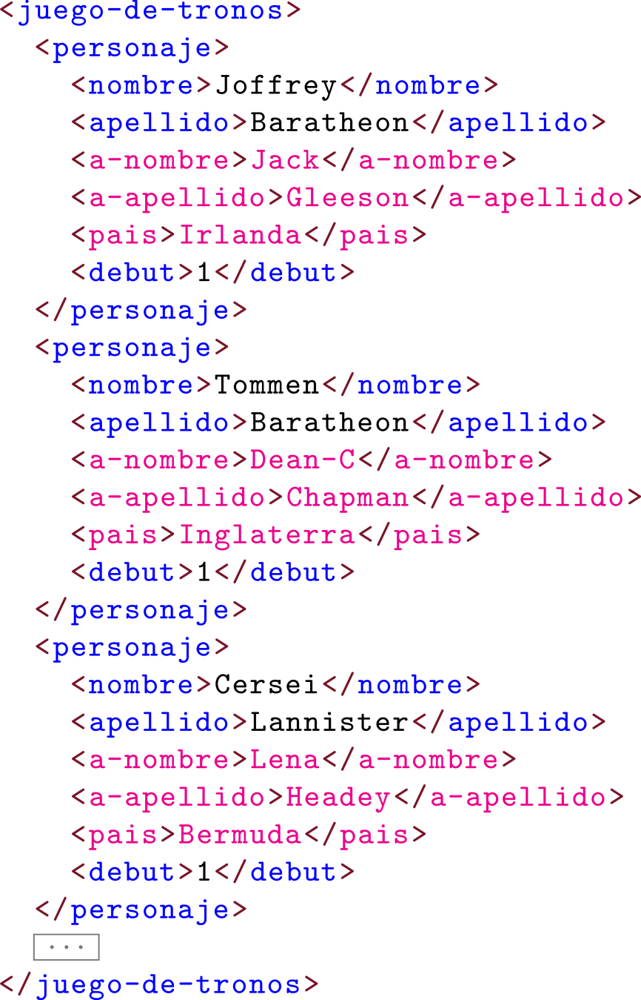 <juego-de-tronos>
<personaje>
<nombre>Joffrey</nombre>
<apellido>Baratheon</apellido>
<a-nombre>Jack</a-nombre>
<a-apellido>Gleeson</a-apellido>
<pais>Irlanda</pais>
<debut>1</debut>
</personaje>
<personaje>
<nombre>Tommen</nombre>
<apellido>Baratheon</apellido>
<a-nombre>Dean-C</a-nombre>
<a-apellido>Chapman</a-apellido>
<pais>Inglaterra</pais>
<debut>1</debut>
</personaje>
<personaje>
<nombre>Cersei</nombre>
<apellido>Lannister</apellido>
<a-nombre>Lena</a-nombre>
<a-apellido>Headey</a-apellido>
<pais>Bermuda</pais>
<debut>1</debut>
</personaje>
...
</juego-de-tronos>